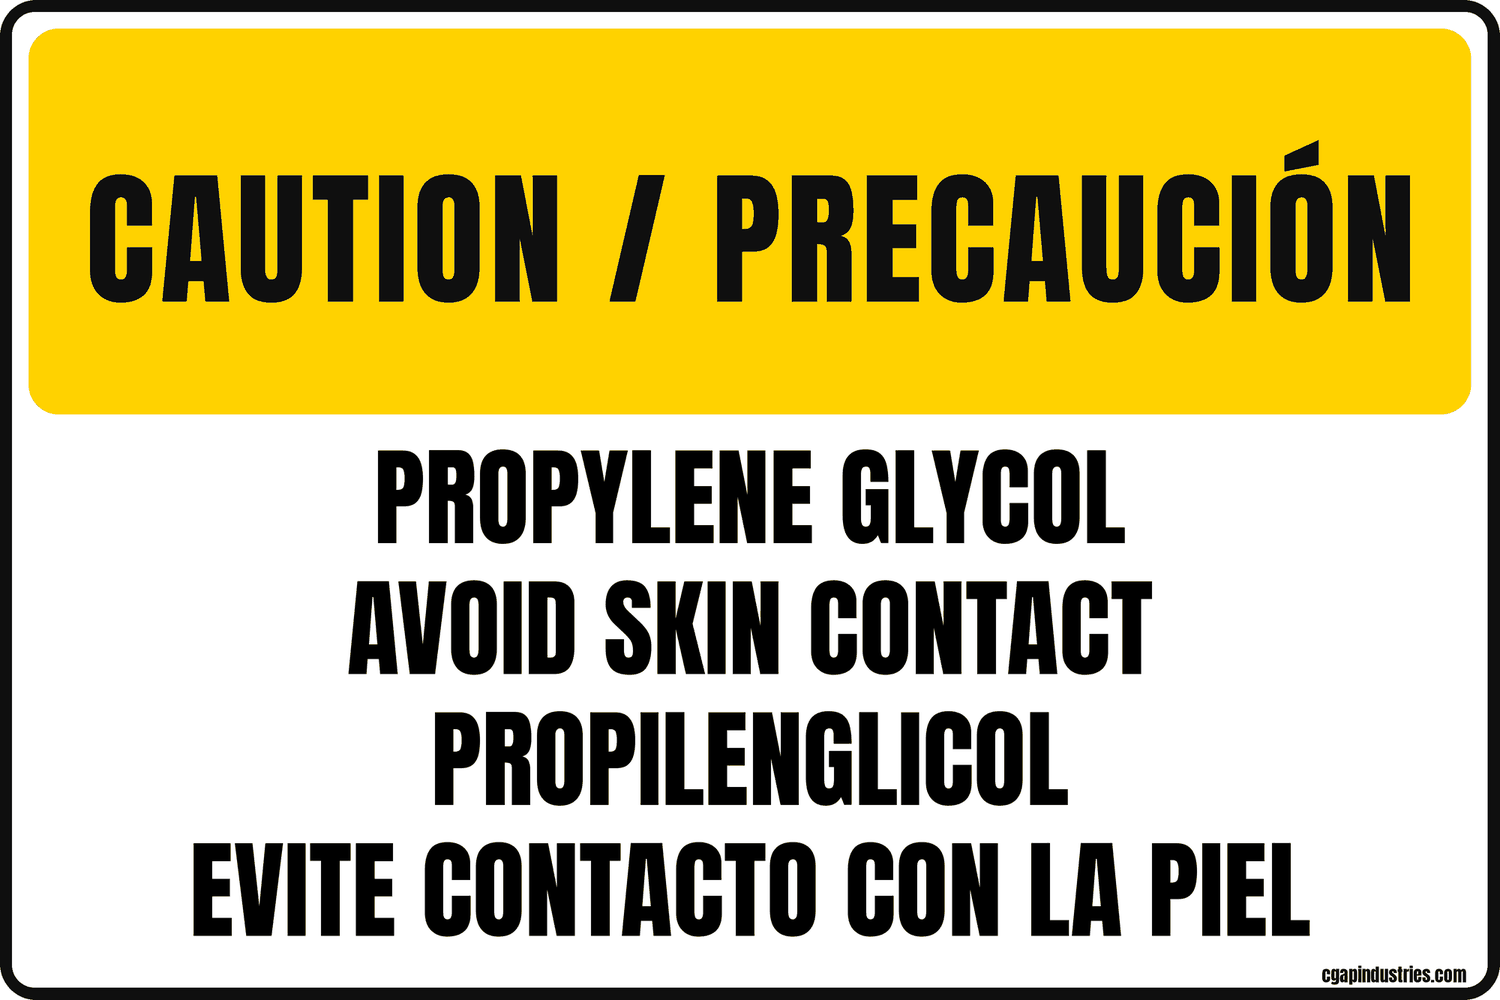 CAUTION / PRECAUCIÓN
PROPYLENE GLYCOL
AVOID SKIN CONTACT
PROPILENGLICOL
EVITE CONTACTO CON LA PIEL
cgapindustries.com